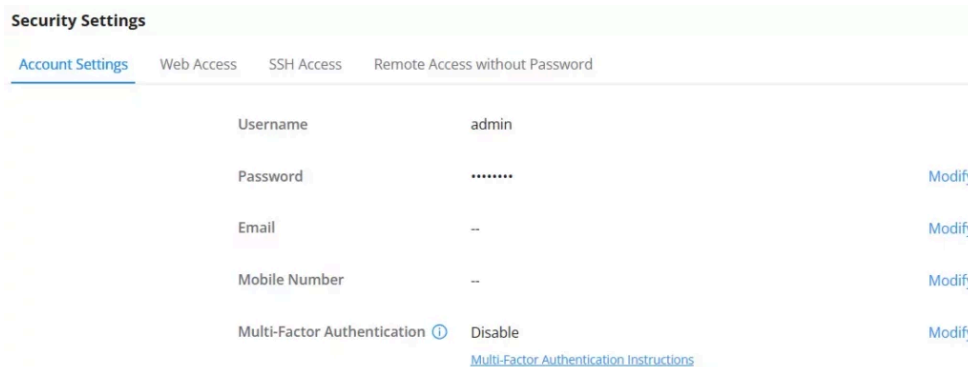 Security Settings
Account Settings Web Access SSH Access Remote Access without Password
Username admin
Password •••••••• Modify
Email -- Modify
Mobile Number -- Modify
Multi-Factor Authentication Disable Modify
Multi-Factor Authentication Instructions